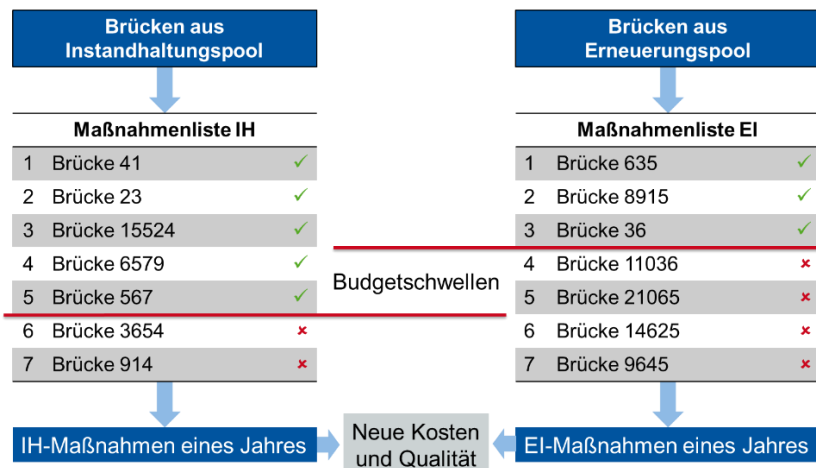 Brücken aus
Instandhaltungspool
Maßnahmenliste IH
1 Brücke 41 ✓
2 Brücke 23 ✓
3 Brücke 15524 ✓
4 Brücke 6579 ✓
5 Brücke 567 ✓
6 Brücke 3654 ×
7 Brücke 914 ×
IH-Maßnahmen eines Jahres
Budgetschwellen
Brücken aus
Erneuerungspool
Maßnahmenliste EI
1 Brücke 635 ✓
2 Brücke 8915 ✓
3 Brücke 36 ✓
4 Brücke 11036 ×
5 Brücke 21065 ×
6 Brücke 14625 ×
7 Brücke 9645 ×
EI-Maßnahmen eines Jahres
Neue Kosten
und Qualität